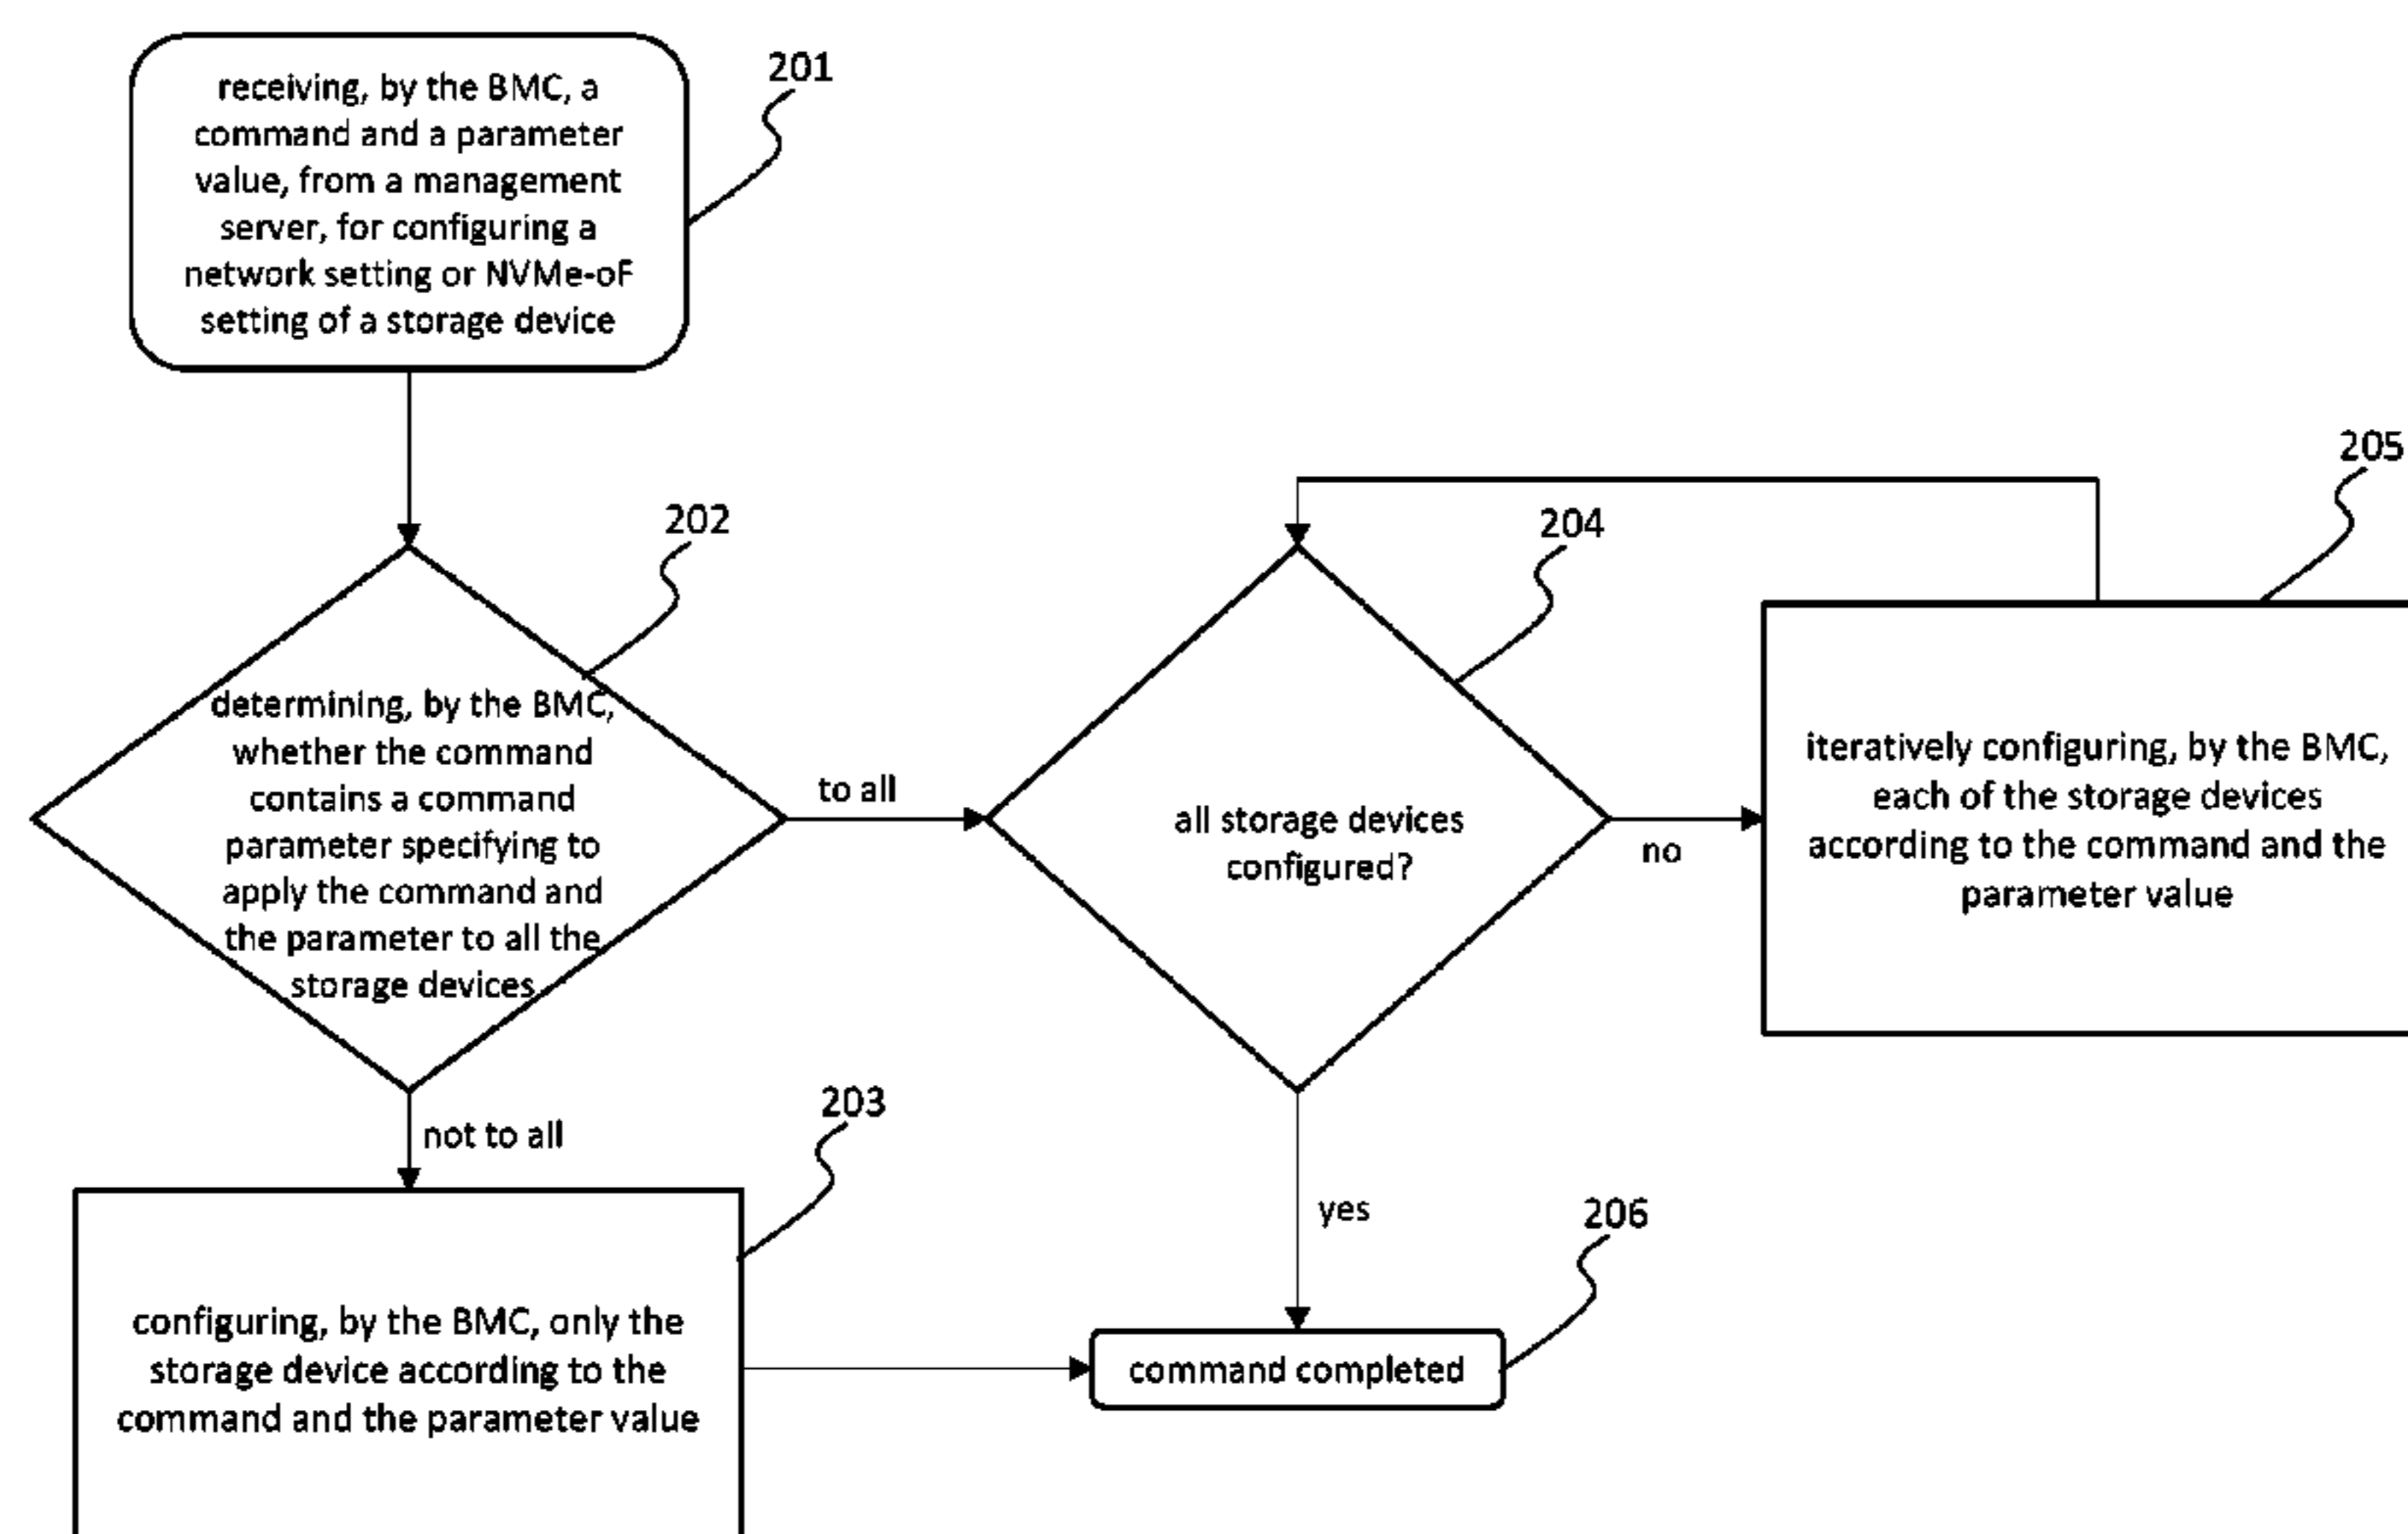 receiving, by the BMC, a
command and a parameter
value, from a management
server, for configuring a
network setting or NVMe-oF
setting of a storage device
201
202
determining, by the BMC,
whether the command
contains a command
parameter specifying to
apply the command and
the parameter to all the
storage devices
to all
not to all
203
configuring, by the BMC, only the
storage device according to the
command and the parameter value
204
all storage devices
configured?
no
yes
205
iteratively configuring, by the BMC,
each of the storage devices
according to the command and the
parameter value
206
command completed